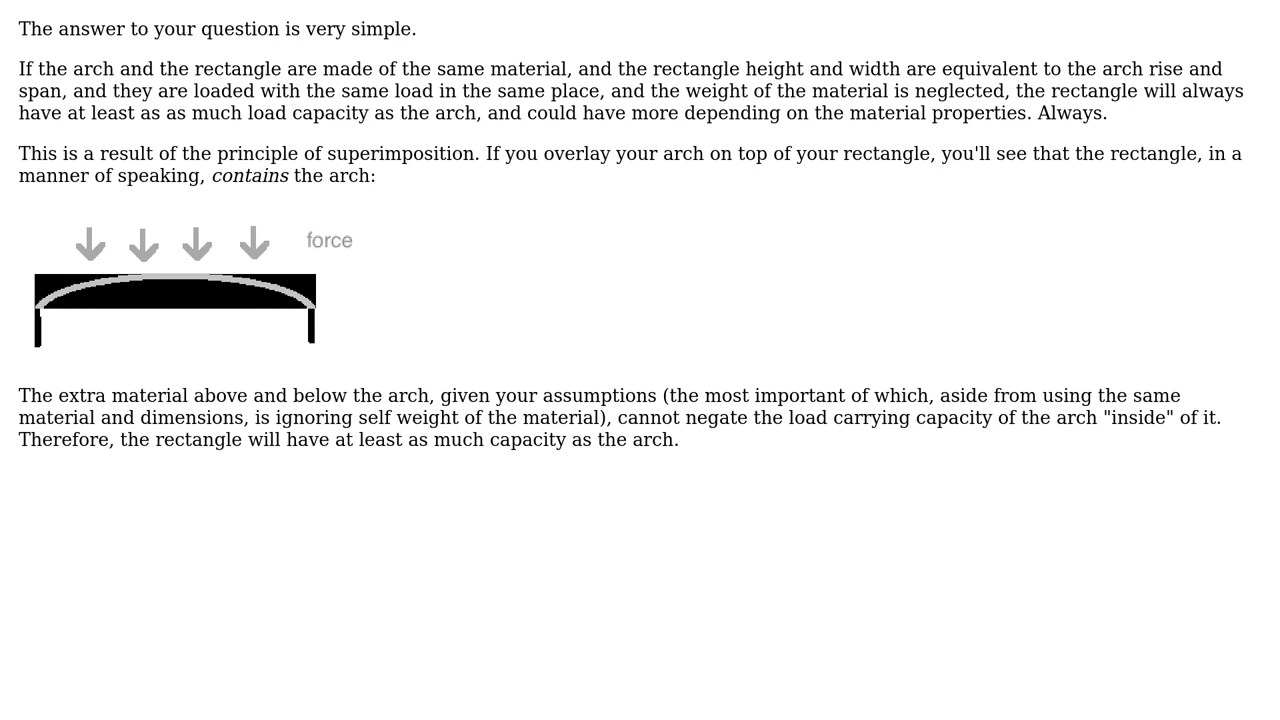 The answer to your question is very simple.
If the arch and the rectangle are made of the same material, and the rectangle height and width are equivalent to the arch rise and
span, and they are loaded with the same load in the same place, and the weight of the material is neglected, the rectangle will always
have at least as as much load capacity as the arch, and could have more depending on the material properties. Always.
This is a result of the principle of superimposition. If you overlay your arch on top of your rectangle, you'll see that the rectangle, in a
manner of speaking, contains the arch:
force
The extra material above and below the arch, given your assumptions (the most important of which, aside from using the same
material and dimensions, is ignoring self weight of the material), cannot negate the load carrying capacity of the arch "inside" of it.
Therefore, the rectangle will have at least as much capacity as the arch.